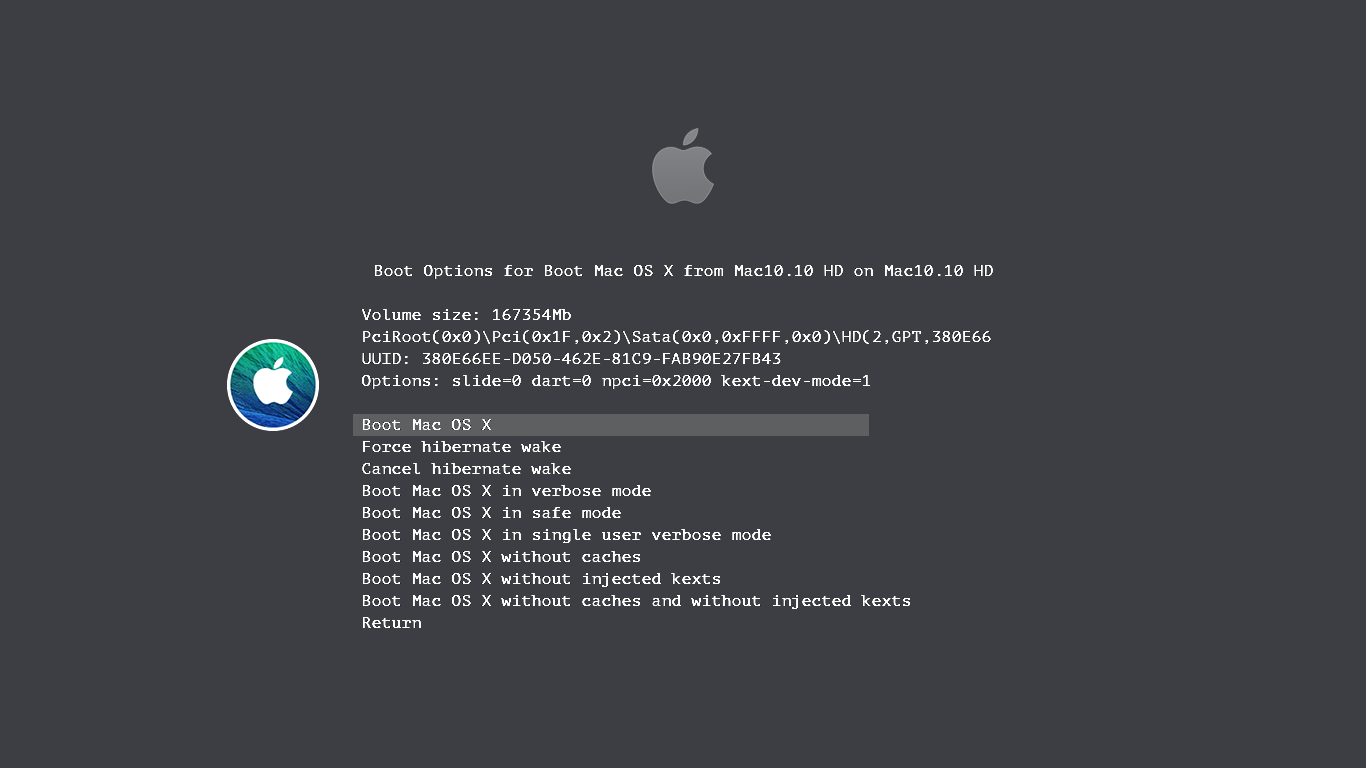 Boot Options for Boot Mac OS X from Mac10.10 HD on Mac10.10 HD
Volume size: 167354Mb
PciRoot(0x0)\Pci(0x1F,0x2)\Sata(0x0,0xFFFF,0x0)\HD(2,GPT,380E66
UUID: 380E66EE-D050-462E-81C9-FAB90E27FB43
Options: slide=0 dart=0 npci=0x2000 kext-dev-mode=1
Boot Mac OS X
Force hibernate wake
Cancel hibernate wake
Boot Mac OS X in verbose mode
Boot Mac OS X in safe mode
Boot Mac OS X in single user verbose mode
Boot Mac OS X without caches
Boot Mac OS X without injected kexts
Boot Mac OS X without caches and without injected kexts
Return